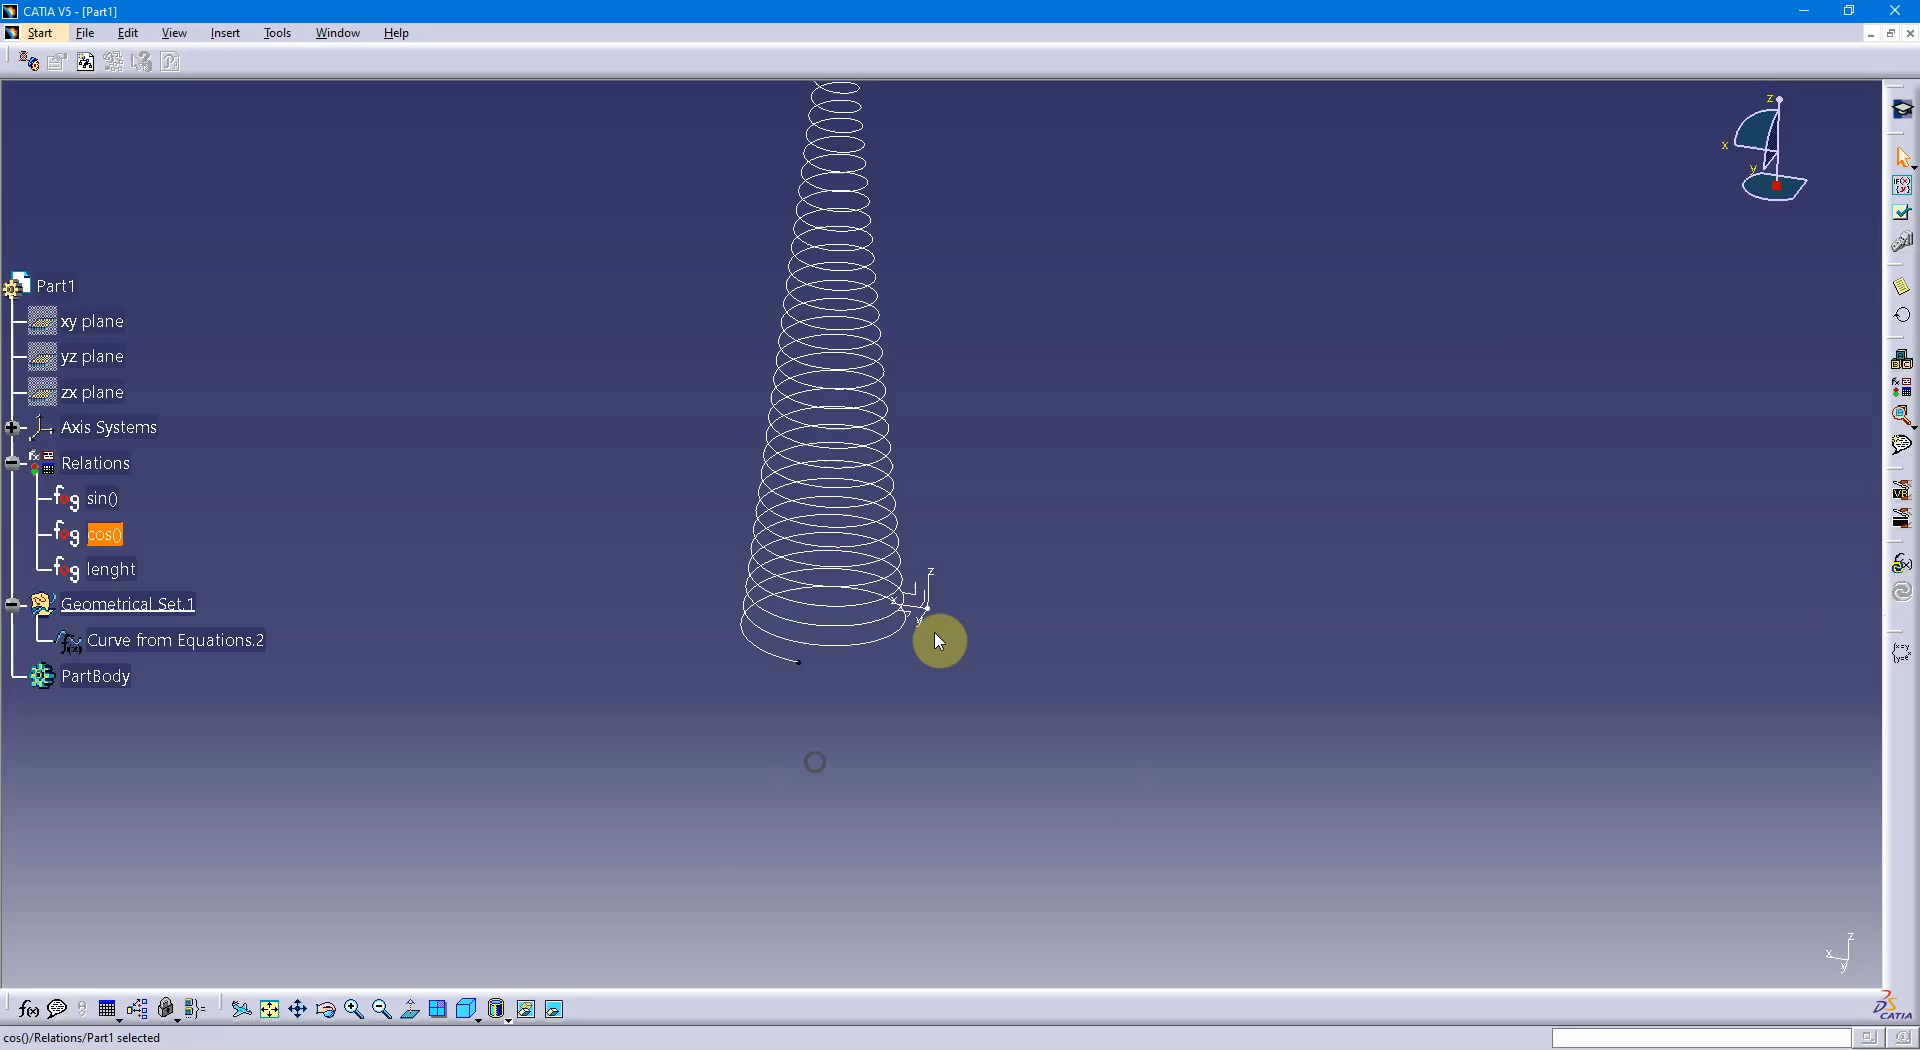 CATIA V5 - [Part1]
Start File Edit View Insert Tools Window Help
z
x
y
Part1
xy plane
yz plane
zx plane
Axis Systems
Relations
sin()
cos()
lenght
Geometrical Set.1
Curve from Equations.2
PartBody
z
x
y
z
x
y
CATIA
cos()/Relations/Part1 selected